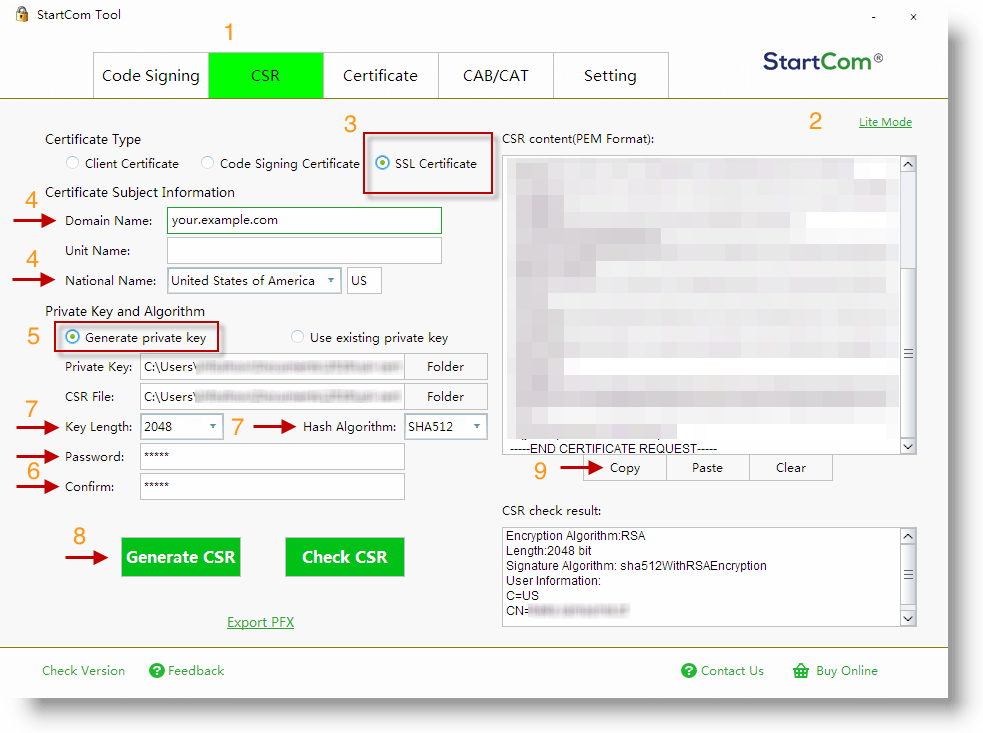 StartCom Tool
1
Code Signing CSR Certificate CAB/CAT Setting
StartCom®
2 Lite Mode
Certificate Type
3
Client Certificate Code Signing Certificate SSL Certificate
Certificate Subject Information
4 Domain Name: your.example.com
Unit Name:
4 National Name: United States of America US
Private Key and Algorithm
5 Generate private key Use existing private key
Private Key: C:\Users\ Folder
CSR File: C:\Users\ Folder
7 Key Length: 2048 7 Hash Algorithm: SHA512
Password: *****
6
Confirm: *****
8 Generate CSR Check CSR
Export PFX
CSR content(PEM Format):
-----END CERTIFICATE REQUEST-----
9 Copy Paste Clear
CSR check result:
Encryption Algorithm:RSA
Length:2048 bit
Signature Algorithm: sha512WithRSAEncryption
User Information:
C=US
CN=
Check Version Feedback Contact Us Buy Online